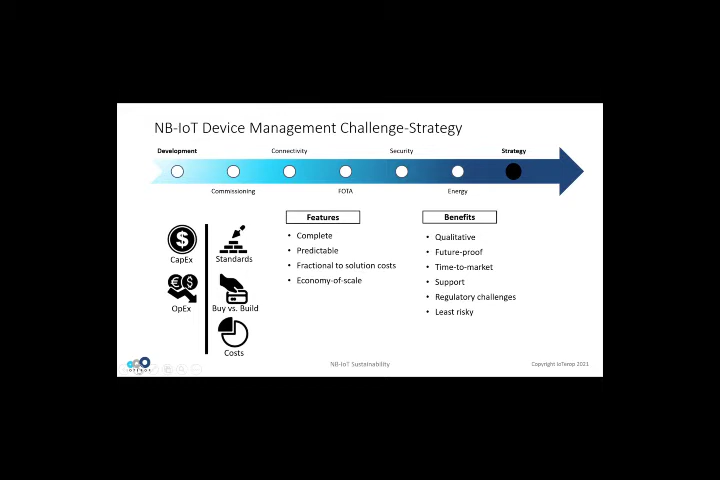 NB-IoT Device Management Challenge-Strategy
Development
Connectivity
Security
Strategy
Commissioning
FOTA
Energy
Features
Benefits
CapEx
OpEx
Standards
Buy vs. Build
Costs
• Complete
• Predictable
• Fractional to solution costs
• Economy-of-scale
• Qualitative
• Future-proof
• Time-to-market
• Support
• Regulatory challenges
• Least risky
IOTEROP
NB-IoT Sustainability
Copyright IoTerop 2021